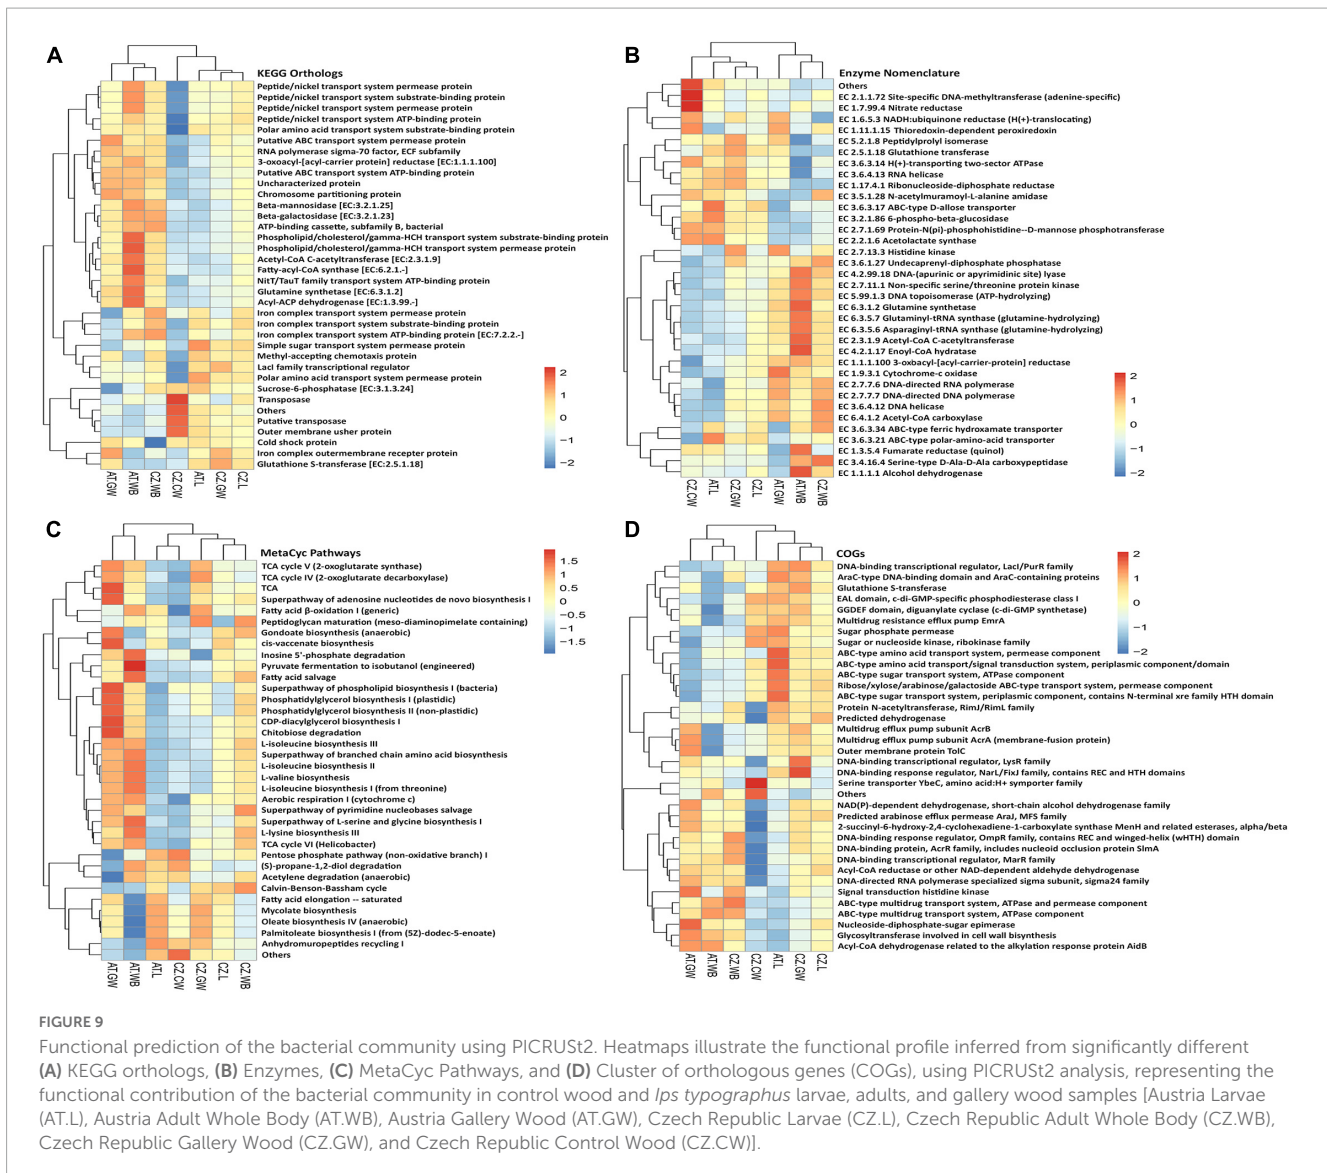 A
KEGG Orthologs
Peptide/nickel transport system permease protein
Peptide/nickel transport system substrate-binding protein
Peptide/nickel transport system permease protein
Peptide/nickel transport system ATP-binding protein
Polar amino acid transport system substrate-binding protein
Putative ABC transport system permease protein
RNA polymerase sigma-70 factor, ECF subfamily
3-oxoacyl-[acyl-carrier protein] reductase [EC:1.1.1.100]
Putative ABC transport system ATP-binding protein
Uncharacterized protein
Chromosome partitioning protein
Beta-mannosidase [EC:3.2.1.25]
Beta-galactosidase [EC:3.2.1.23]
ATP-binding cassette, subfamily B, bacterial
Phospholipid/cholesterol/gamma-HCH transport system substrate-binding protein
Phospholipid/cholesterol/gamma-HCH transport system permease protein
Acetyl-CoA C-acetyltransferase [EC:2.3.1.9]
Fatty-acyl-CoA synthase [EC:6.2.1.-]
NitT/TauT family transport system ATP-binding protein
Glutamine synthetase [EC:6.3.1.2]
Acyl-ACP dehydrogenase [EC:1.3.99.-]
Iron complex transport system permease protein
Iron complex transport system substrate-binding protein
Iron complex transport system ATP-binding protein [EC:7.2.2.-]
Simple sugar transport system permease protein
Methyl-accepting chemotaxis protein
LacI family transcriptional regulator
Polar amino acid transport system permease protein
Sucrose-6-phosphatase [EC:3.1.3.24]
Transposase
Others
Putative transposase
Outer membrane usher protein
Cold shock protein
Iron complex outermembrane recepter protein
Glutathione S-transferase [EC:2.5.1.18]
2
1
0
−1
−2
AT.GW
AT.WB
CZ.WB
CZ.CW
AT.L
CZ.GW
CZ.L
B
Enzyme Nomenclature
Others
EC 2.1.1.72 Site-specific DNA-methyltransferase (adenine-specific)
EC 1.7.99.4 Nitrate reductase
EC 1.6.5.3 NADH:ubiquinone reductase (H(+)-translocating)
EC 1.11.1.15 Thioredoxin-dependent peroxiredoxin
EC 5.2.1.8 Peptidylprolyl isomerase
EC 2.5.1.18 Glutathione transferase
EC 3.6.3.14 H(+)-transporting two-sector ATPase
EC 3.6.4.13 RNA helicase
EC 1.17.4.1 Ribonucleoside-diphosphate reductase
EC 3.5.1.28 N-acetylmuramoyl-L-alanine amidase
EC 3.6.3.17 ABC-type D-allose transporter
EC 3.2.1.86 6-phospho-beta-glucosidase
EC 2.7.1.69 Protein-N(pi)-phosphohistidine--D-mannose phosphotransferase
EC 2.2.1.6 Acetolactate synthase
EC 2.7.13.3 Histidine kinase
EC 3.6.1.27 Undecaprenyl-diphosphate phosphatase
EC 4.2.99.18 DNA-(apurinic or apyrimidinic site) lyase
EC 2.7.11.1 Non-specific serine/threonine protein kinase
EC 5.99.1.3 DNA topoisomerase (ATP-hydrolyzing)
EC 6.3.1.2 Glutamine synthetase
EC 6.3.5.7 Glutaminyl-tRNA synthase (glutamine-hydrolyzing)
EC 6.3.5.6 Asparaginyl-tRNA synthase (glutamine-hydrolyzing)
EC 2.3.1.9 Acetyl-CoA C-acetyltransferase
EC 4.2.1.17 Enoyl-CoA hydratase
EC 1.1.1.100 3-oxbacyl-[acyl-carrier-protein] reductase
EC 1.9.3.1 Cytochrome-c oxidase
EC 2.7.7.6 DNA-directed RNA polymerase
EC 2.7.7.7 DNA-directed DNA polymerase
EC 3.6.4.12 DNA helicase
EC 6.4.1.2 Acetyl-CoA carboxylase
EC 3.6.3.34 ABC-type ferric hydroxamate transporter
EC 3.6.3.21 ABC-type polar-amino-acid transporter
EC 1.3.5.4 Fumarate reductase (quinol)
EC 3.4.16.4 Serine-type D-Ala-D-Ala carboxypeptidase
EC 1.1.1.1 Alcohol dehydrogenase
2
1
0
−1
−2
CZ.CW
AT.L
CZ.GW
CZ.L
AT.GW
AT.WB
CZ.WB
C
MetaCyc Pathways
TCA cycle V (2-oxoglutarate synthase)
TCA cycle IV (2-oxoglutarate decarboxylase)
TCA
Superpathway of adenosine nucleotides de novo biosynthesis I
Fatty acid β-oxidation I (generic)
Peptidoglycan maturation (meso-diaminopimelate containing)
Gondoate biosynthesis (anaerobic)
cis-vaccenate biosynthesis
Inosine 5'-phosphate degradation
Pyruvate fermentation to isobutanol (engineered)
Fatty acid salvage
Superpathway of phospholipid biosynthesis I (bacteria)
Phosphatidylglycerol biosynthesis I (plastidic)
Phosphatidylglycerol biosynthesis II (non-plastidic)
CDP-diacylglycerol biosynthesis I
Chitobiose degradation
L-isoleucine biosynthesis III
Superpathway of branched chain amino acid biosynthesis
L-isoleucine biosynthesis II
L-valine biosynthesis
L-isoleucine biosynthesis I (from threonine)
Aerobic respiration I (cytochrome c)
Superpathway of pyrimidine nucleobases salvage
Superpathway of L-serine and glycine biosynthesis I
L-lysine biosynthesis III
TCA cycle VI (Helicobacter)
Pentose phosphate pathway (non-oxidative branch) I
(S)-propane-1,2-diol degradation
Acetylene degradation (anaerobic)
Calvin-Benson-Bassham cycle
Fatty acid elongation -- saturated
Mycolate biosynthesis
Oleate biosynthesis IV (anaerobic)
Palmitoleate biosynthesis I (from (5Z)-dodec-5-enoate)
Anhydromuropeptides recycling I
Others
1.5
1
0.5
0
−0.5
−1
−1.5
AT.GW
AT.WB
AT.L
CZ.CW
CZ.GW
CZ.L
CZ.WB
D
COGs
DNA-binding transcriptional regulator, LacI/PurR family
AraC-type DNA-binding domain and AraC-containing proteins
Glutathione S-transferase
EAL domain, c-di-GMP-specific phosphodiesterase class I
GGDEF domain, diguanylate cyclase (c-di-GMP synthetase)
Multidrug resistance efflux pump EmrA
Sugar phosphate permease
Sugar or nucleoside kinase, ribokinase family
ABC-type amino acid transport system, permease component
ABC-type amino acid transport/signal transduction system, periplasmic component/domain
ABC-type sugar transport system, ATPase component
Ribose/xylose/arabinose/galactoside ABC-type transport system, permease component
ABC-type sugar transport system, periplasmic component, contains N-terminal xre family HTH domain
Protein N-acetyltransferase, RimJ/RimL family
Predicted dehydrogenase
Multidrug efflux pump subunit AcrB
Multidrug efflux pump subunit AcrA (membrane-fusion protein)
Outer membrane protein TolC
DNA-binding transcriptional regulator, LysR family
DNA-binding response regulator, NarL/FixJ family, contains REC and HTH domains
Serine transporter YbeC, amino acid:H+ symporter family
Others
NAD(P)-dependent dehydrogenase, short-chain alcohol dehydrogenase family
Predicted arabinose efflux permease AraJ, MFS family
2-succinyl-6-hydroxy-2,4-cyclohexadiene-1-carboxylate synthase MenH and related esterases, alpha/beta
DNA-binding response regulator, OmpR family, contains REC and winged-helix (wHTH) domain
DNA-binding protein, AcrR family, includes nucleoid occlusion protein SlmA
DNA-binding transcriptional regulator, MarR family
Acyl-CoA reductase or other NAD-dependent aldehyde dehydrogenase
DNA-directed RNA polymerase specialized sigma subunit, sigma24 family
Signal transduction histidine kinase
ABC-type multidrug transport system, ATPase and permease component
ABC-type multidrug transport system, ATPase component
Nucleoside-diphosphate-sugar epimerase
Glycosyltransferase involved in cell wall biysnthesis
Acyl-CoA dehydrogenase related to the alkylation response protein AidB
2
1
0
−1
−2
AT.GW
AT.WB
CZ.WB
CZ.CW
AT.L
CZ.GW
CZ.L
FIGURE 9
Functional prediction of the bacterial community using PICRUSt2. Heatmaps illustrate the functional profile inferred from significantly different
(A) KEGG orthologs, (B) Enzymes, (C) MetaCyc Pathways, and (D) Cluster of orthologous genes (COGs), using PICRUSt2 analysis, representing the
functional contribution of the bacterial community in control wood and Ips typographus larvae, adults, and gallery wood samples [Austria Larvae
(AT.L), Austria Adult Whole Body (AT.WB), Austria Gallery Wood (AT.GW), Czech Republic Larvae (CZ.L), Czech Republic Adult Whole Body (CZ.WB),
Czech Republic Gallery Wood (CZ.GW), and Czech Republic Control Wood (CZ.CW)].